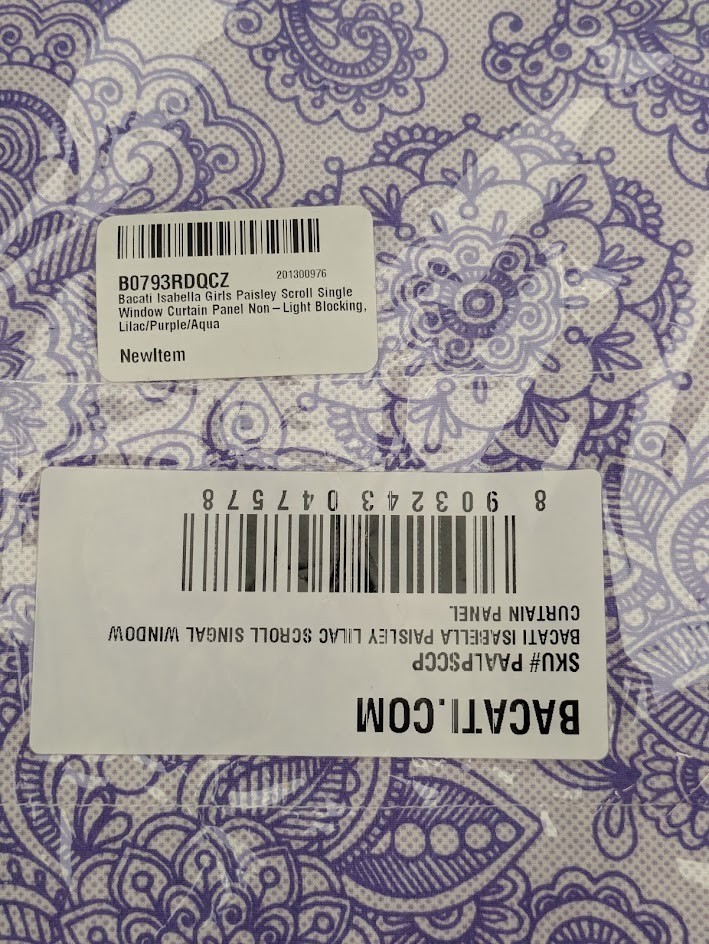 B0793RDQCZ 201300976
Bacati Isabella Girls Paisley Scroll Single
Window Curtain Panel Non-Light Blocking,
Lilac/Purple/Aqua
NewItem
BACATI.COM
SKU# PAALPSCCP
BACATI ISABELLA PAISLEY LILAC SCROLL SINGAL WINDOW
CURTAIN PANEL
8 903243 047578